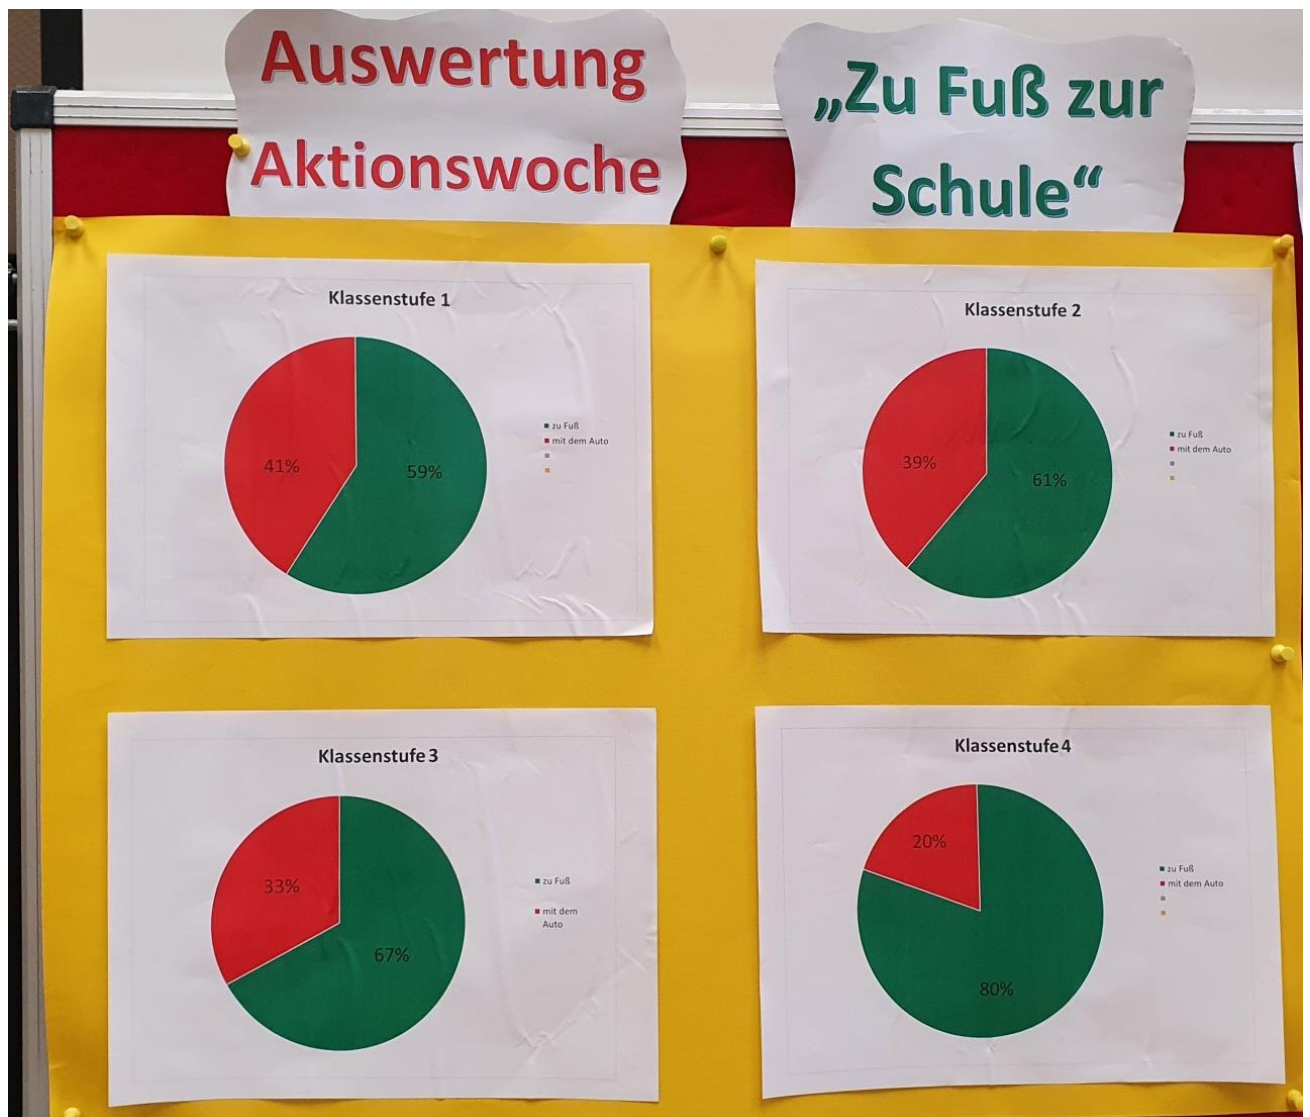 Auswertung
Aktionswoche
„Zu Fuß zur
Schule“
Klassenstufe 1
41%
59%
zu Fuß
mit dem Auto
Klassenstufe 2
39%
61%
zu Fuß
mit dem Auto
Klassenstufe 3
33%
67%
zu Fuß
mit dem
Auto
Klassenstufe 4
20%
80%
zu Fuß
mit dem Auto